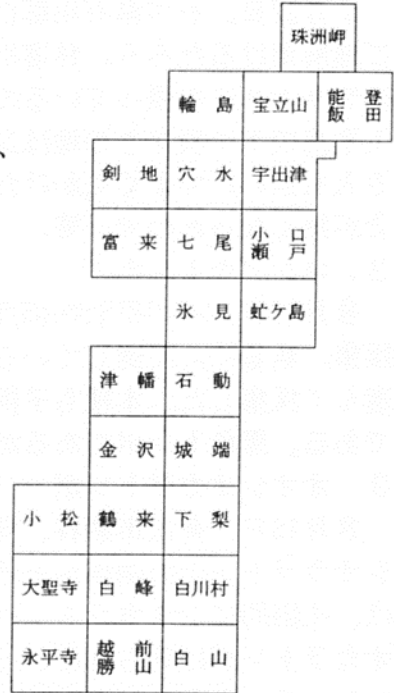 珠洲岬
輪島 宝立山 能登飯田
、
剣地 穴水 宇出津
富来 七尾 小口瀬戸
氷見 虻ケ島
津幡 石動
金沢 城端
小松 鶴来 下梨
大聖寺 白峰 白川村
永平寺 越前勝山 白山